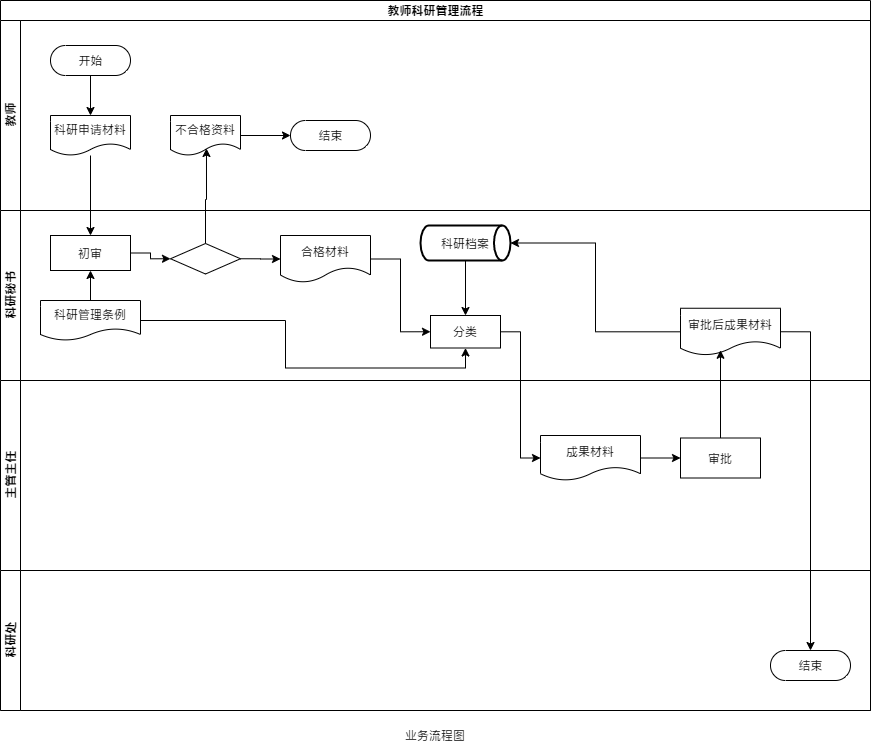 教师科研管理流程
教师
开始
科研申请材料
不合格资料
结束
科研秘书
初审
合格材料
科研档案
科研管理条例
分类
审批后成果材料
主管主任
成果材料
审批
科研处
结束
业务流程图